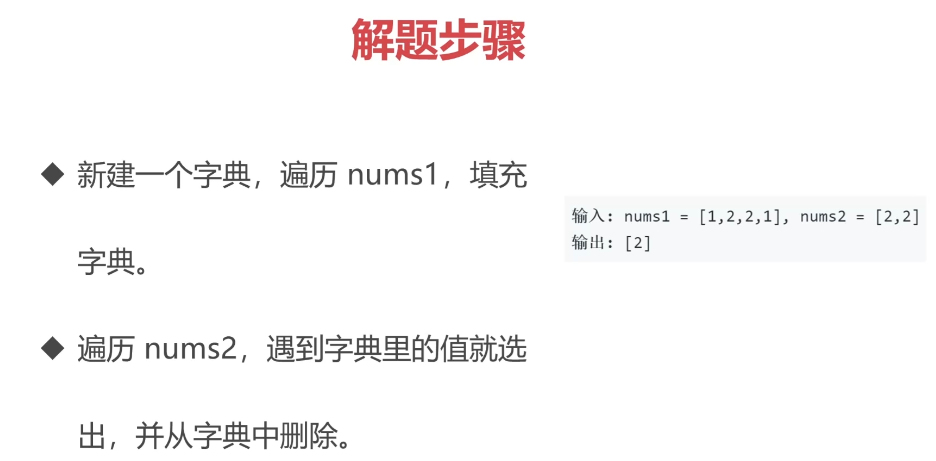 解题步骤
◆ 新建一个字典，遍历 nums1，填充
字典。
◆ 遍历 nums2，遇到字典里的值就选
出，并从字典中删除。
输入: nums1 = [1,2,2,1], nums2 = [2,2]
输出: [2]